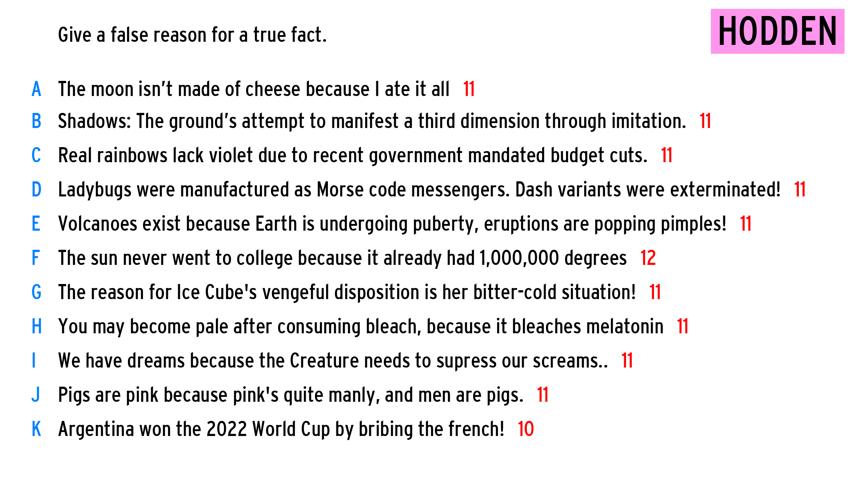 Give a false reason for a true fact.
HODDEN
A The moon isn't made of cheese because I ate it all 11
B Shadows: The ground's attempt to manifest a third dimension through imitation. 11
C Real rainbows lack violet due to recent government mandated budget cuts. 11
D Ladybugs were manufactured as Morse code messengers. Dash variants were exterminated! 11
E Volcanoes exist because Earth is undergoing puberty, eruptions are popping pimples! 11
F The sun never went to college because it already had 1,000,000 degrees 12
G The reason for Ice Cube's vengeful disposition is her bitter-cold situation! 11
H You may become pale after consuming bleach, because it bleaches melatonin 11
I We have dreams because the Creature needs to supress our screams.. 11
J Pigs are pink because pink's quite manly, and men are pigs. 11
K Argentina won the 2022 World Cup by bribing the french! 10